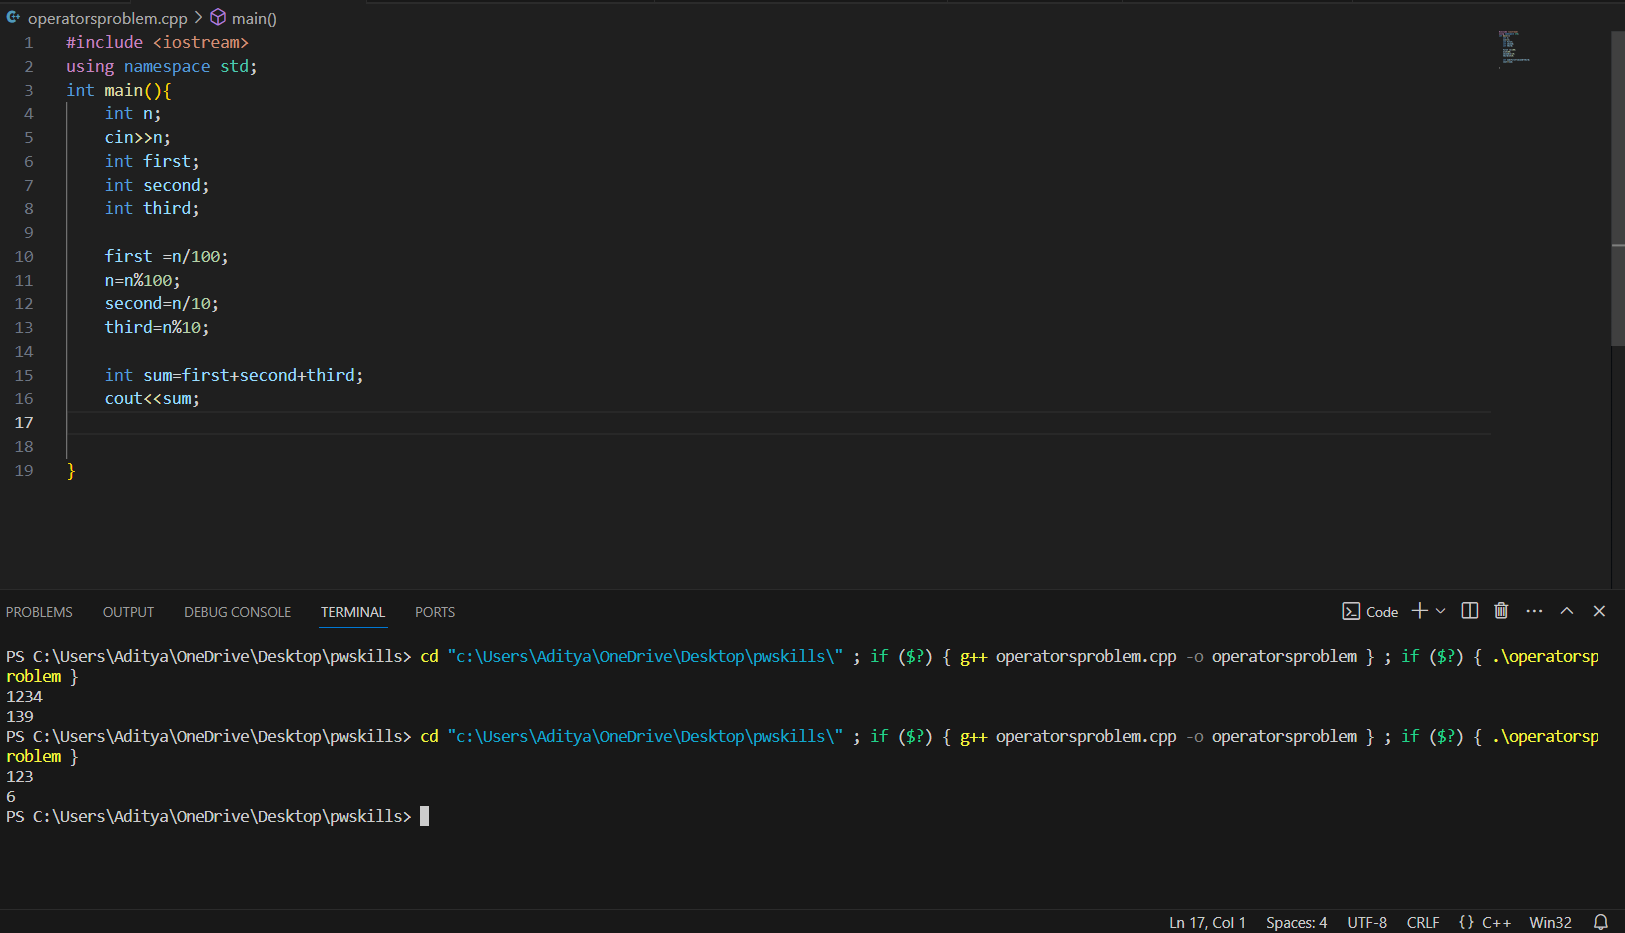 operatorsproblem.cpp > main()
1 #include <iostream>
2 using namespace std;
3 int main(){
4     int n;
5     cin>>n;
6     int first;
7     int second;
8     int third;
9
10     first =n/100;
11     n=n%100;
12     second=n/10;
13     third=n%10;
14
15     int sum=first+second+third;
16     cout<<sum;
17
18
19 }
PROBLEMS OUTPUT DEBUG CONSOLE TERMINAL PORTS Code
PS C:\Users\Aditya\OneDrive\Desktop\pwskills> cd "c:\Users\Aditya\OneDrive\Desktop\pwskills\" ; if ($?) { g++ operatorsproblem.cpp -o operatorsproblem } ; if ($?) { .\operatorsp
roblem }
1234
139
PS C:\Users\Aditya\OneDrive\Desktop\pwskills> cd "c:\Users\Aditya\OneDrive\Desktop\pwskills\" ; if ($?) { g++ operatorsproblem.cpp -o operatorsproblem } ; if ($?) { .\operatorsp
roblem }
123
6
PS C:\Users\Aditya\OneDrive\Desktop\pwskills>
Ln 17, Col 1 Spaces: 4 UTF-8 CRLF {} C++ Win32